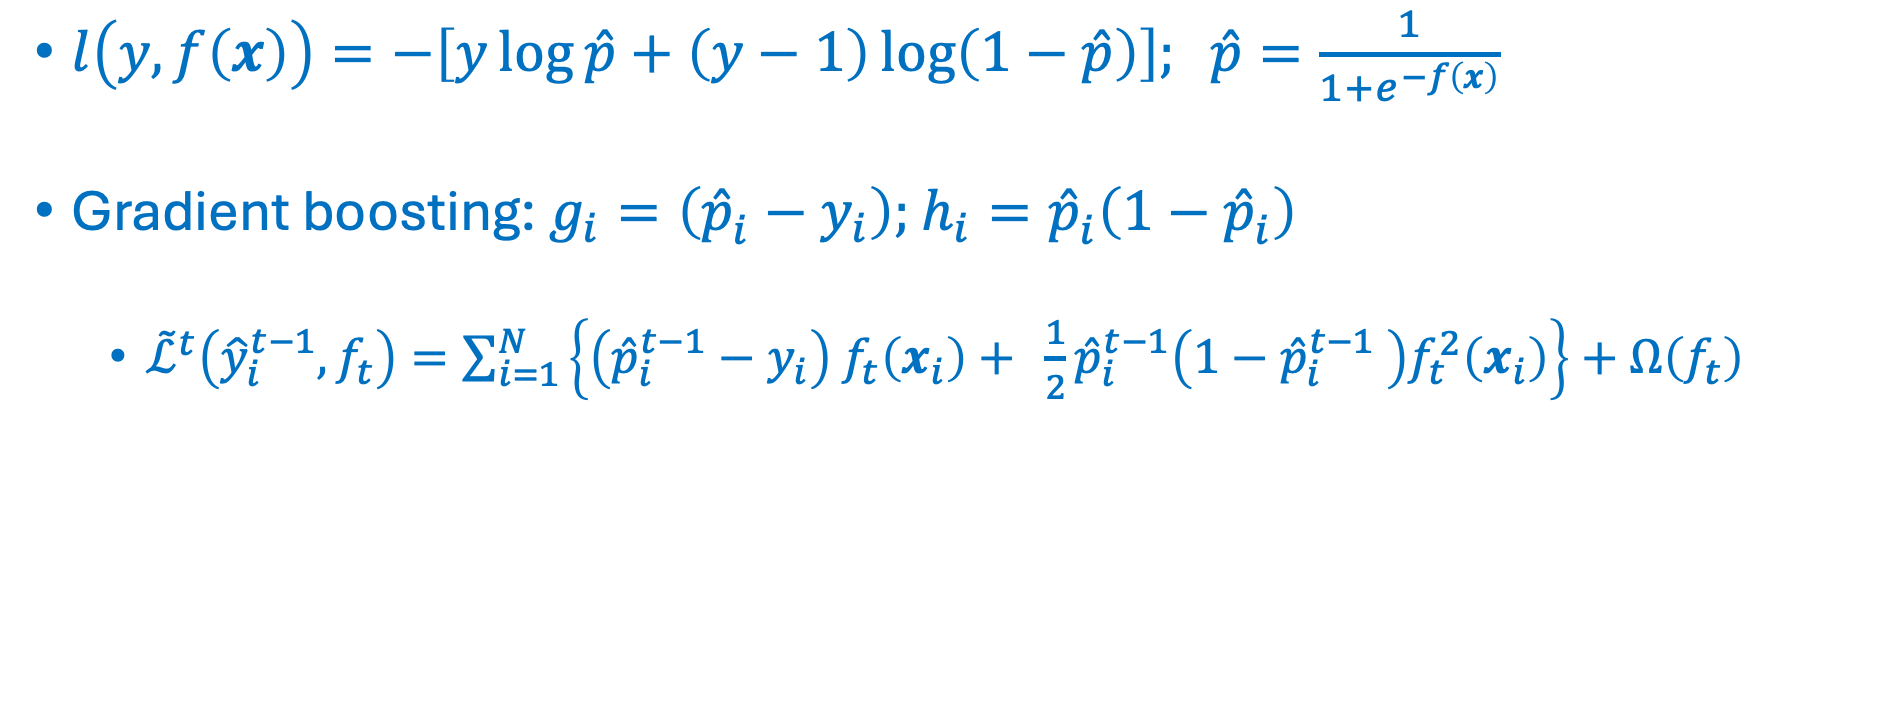 • l(y, f(𝒙)) = −[y log p̂ + (y − 1) log(1 − p̂)]; p̂ = 1/(1+e^{−f(𝒙)})
• Gradient boosting: g_i = (p̂_i − y_i); h_i = p̂_i(1 − p̂_i)
• ℒ̃^t(ŷ_i^{t−1}, f_t) = ∑_{i=1}^{N} {(p̂_i^{t−1} − y_i) f_t(𝒙_i) + 1/2 p̂_i^{t−1}(1 − p̂_i^{t−1})f_t^2(𝒙_i)} + Ω(f_t)